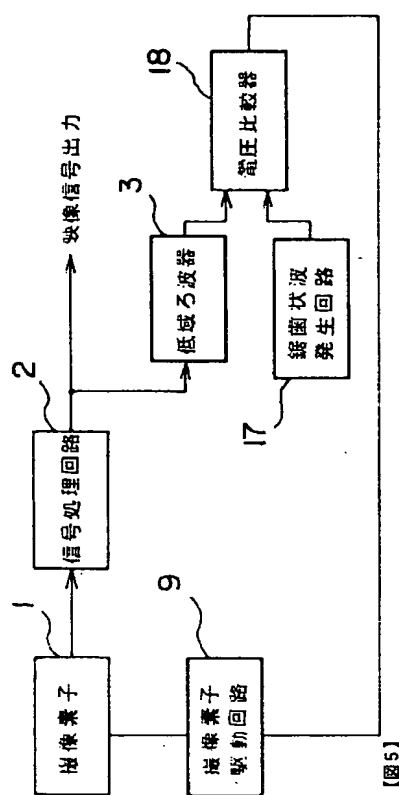 1
撮像素子
2
信号処理回路
映像信号出力
3
低域ろ波器
18
電圧比較器
9
撮像素子
駆動回路
17
鋸歯状波
発生回路
【図5】